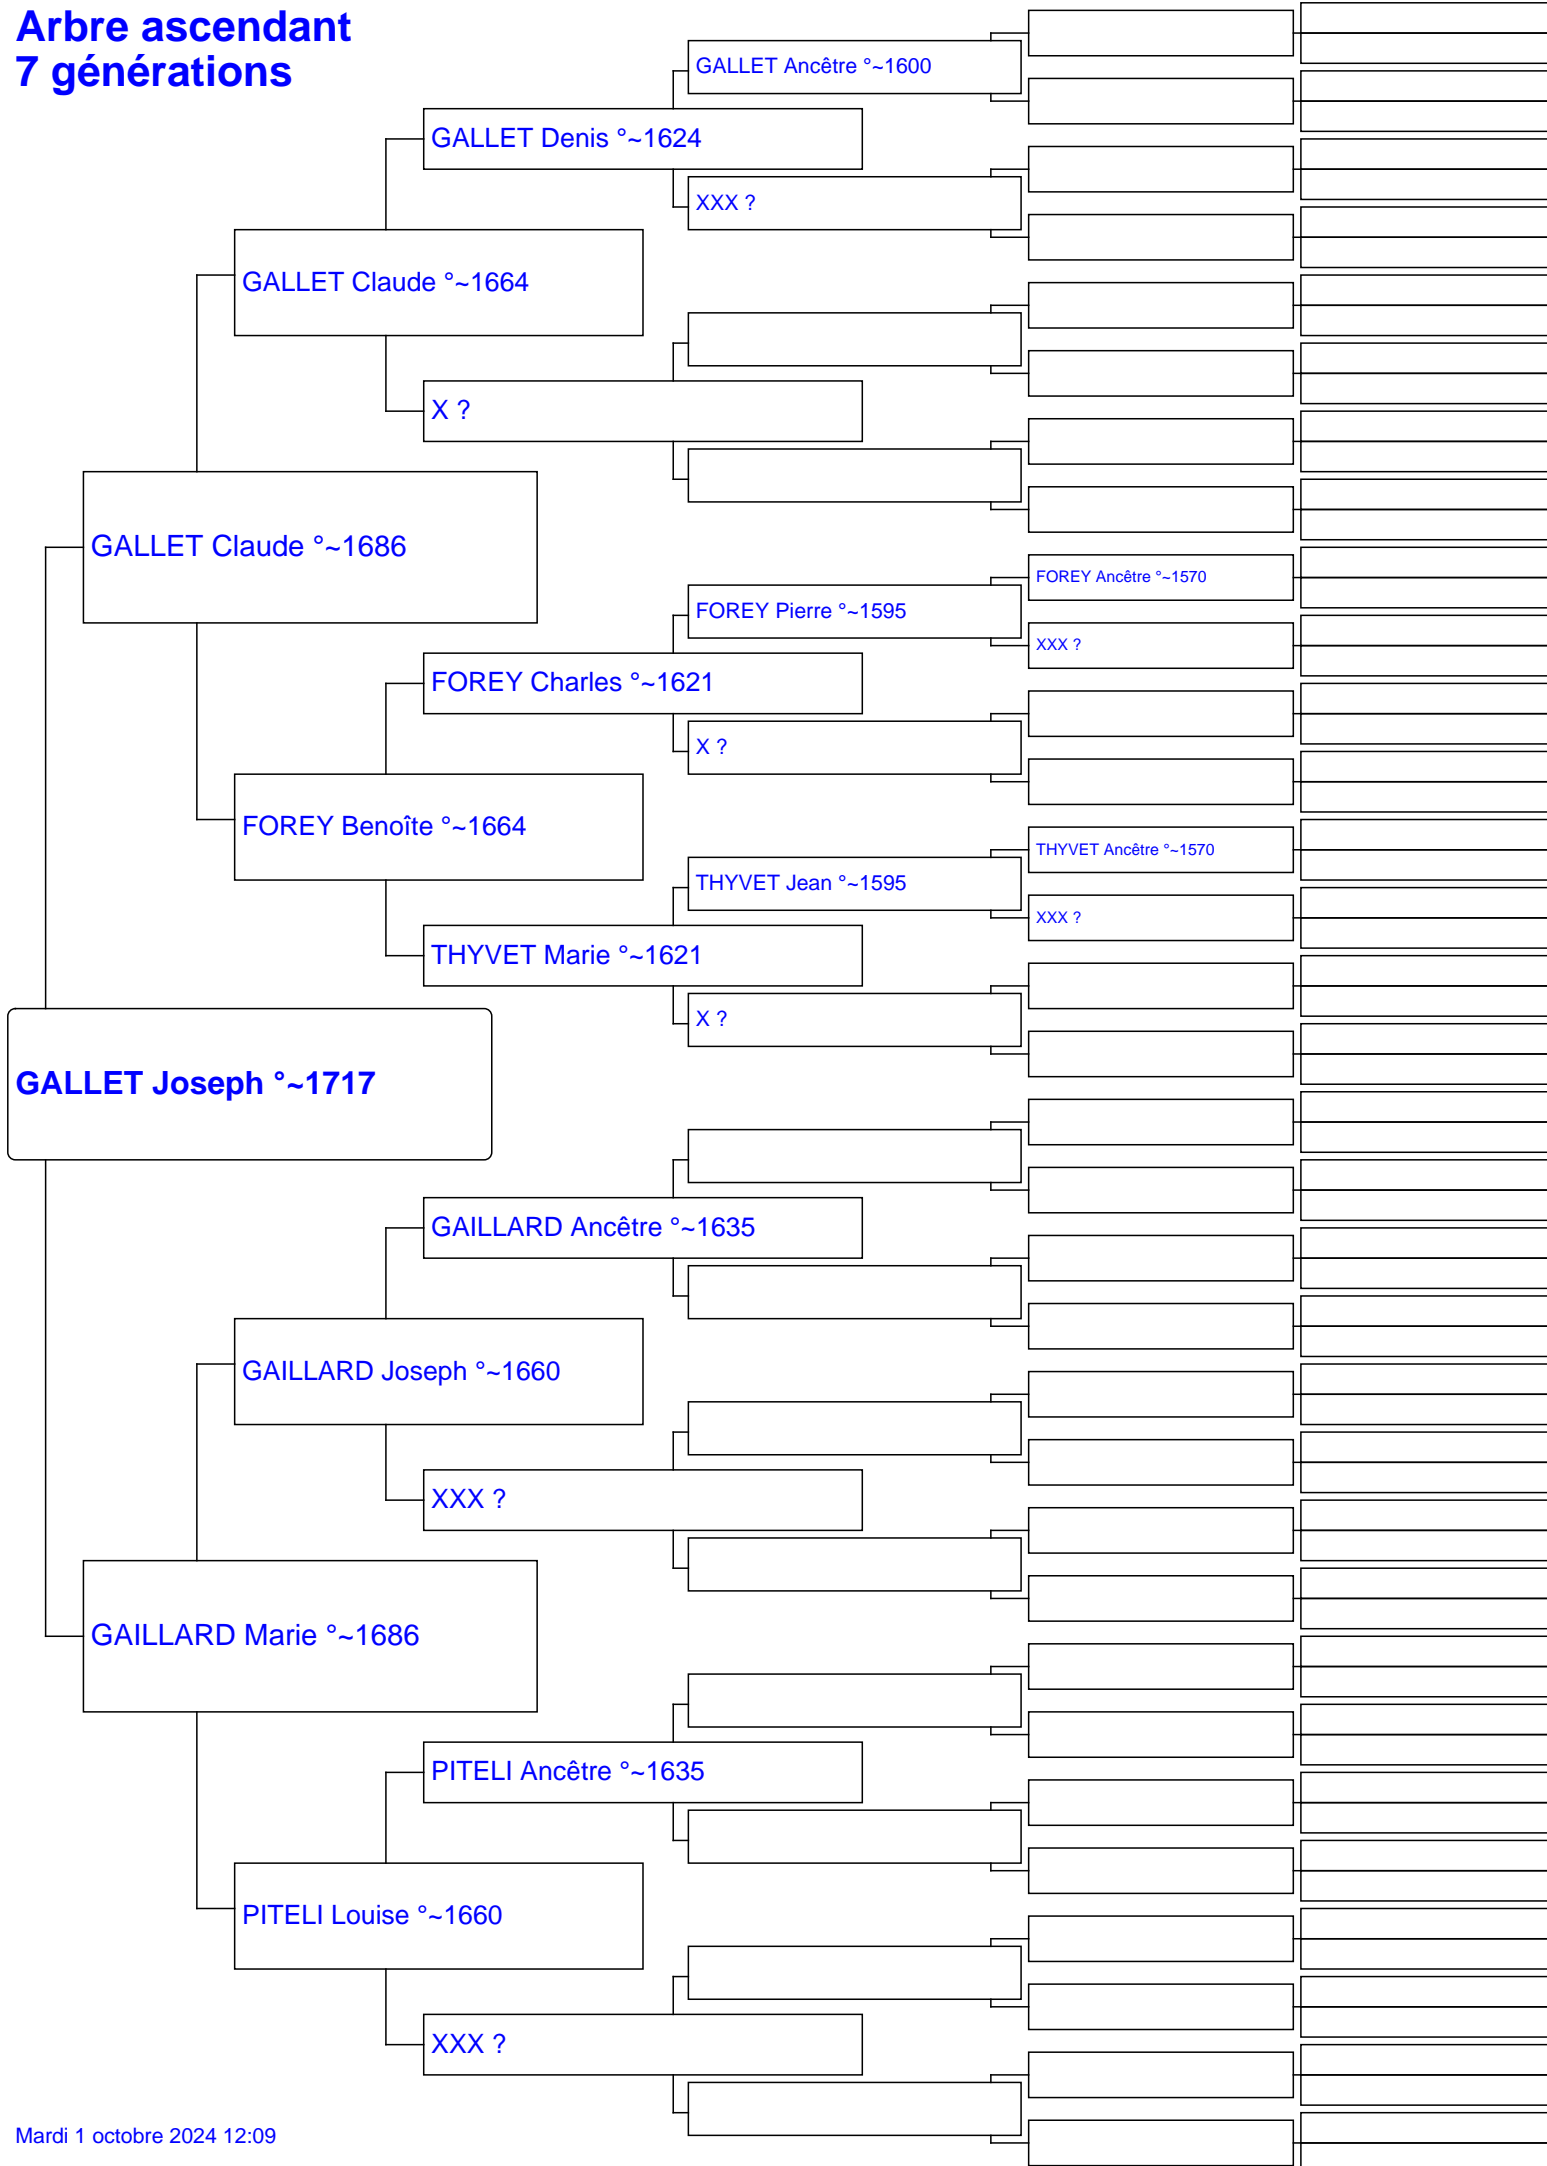 Arbre ascendant
7 générations
GALLET Ancêtre °~1600
GALLET Denis °~1624
XXX ?
GALLET Claude °~1664
X ?
GALLET Claude °~1686
FOREY Ancêtre °~1570
FOREY Pierre °~1595
XXX ?
FOREY Charles °~1621
X ?
FOREY Benoîte °~1664
THYVET Ancêtre °~1570
THYVET Jean °~1595
XXX ?
THYVET Marie °~1621
X ?
GALLET Joseph °~1717
GAILLARD Ancêtre °~1635
GAILLARD Joseph °~1660
XXX ?
GAILLARD Marie °~1686
PITELI Ancêtre °~1635
PITELI Louise °~1660
XXX ?
Mardi 1 octobre 2024 12:09